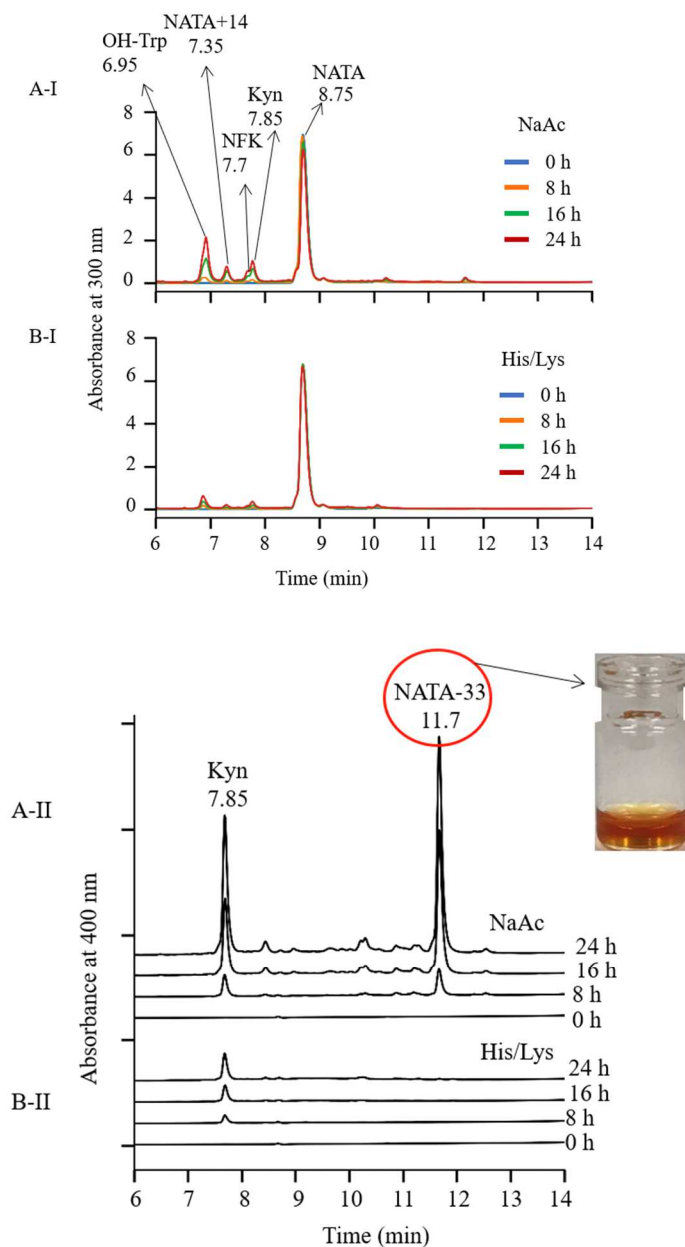 NATA+14
7.35
OH-Trp
6.95
Kyn
7.85
NATA
8.75
NFK
7.7
A-I
NaAc
0 h
8 h
16 h
24 h
8
6
4
2
0
B-I
His/Lys
0 h
8 h
16 h
24 h
8
6
4
2
0
Absorbance at 300 nm
6 7 8 9 10 11 12 13 14
Time (min)
NATA-33
11.7
Kyn
7.85
A-II
NaAc
24 h
16 h
8 h
0 h
His/Lys
24 h
16 h
8 h
0 h
B-II
Absorbance at 400 nm
6 7 8 9 10 11 12 13 14
Time (min)